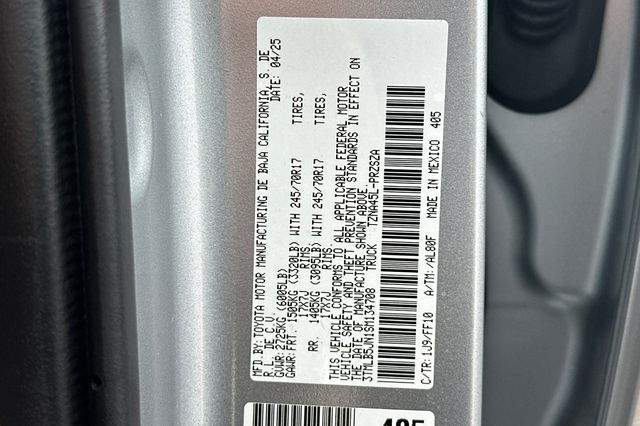 MFD.BY: TOYOTA MOTOR MANUFACTURING DE BAJA CALIFORNIA, S. DE
R.L. DE C.V. DATE: 04/25
GVWR: 2725KG (6005LB)
GAWR: FRT. 1505KG (3320LB) WITH 245/70R17 TIRES,
17X7J RIMS,
RR. 1405KG (3095LB) WITH 245/70R17 TIRES,
17X7J RIMS.
THIS VEHICLE CONFORMS TO ALL APPLICABLE FEDERAL MOTOR
VEHICLE SAFETY AND THEFT PREVENTION STANDARDS IN EFFECT ON
THE DATE OF MANUFACTURE SHOWN ABOVE.
3TMLB5JN1SM134708 TRUCK TZNA45L-PRZSZA
C/TR: 1J9/FF10 A/TM: /AL80F MADE IN MEXICO 405
405